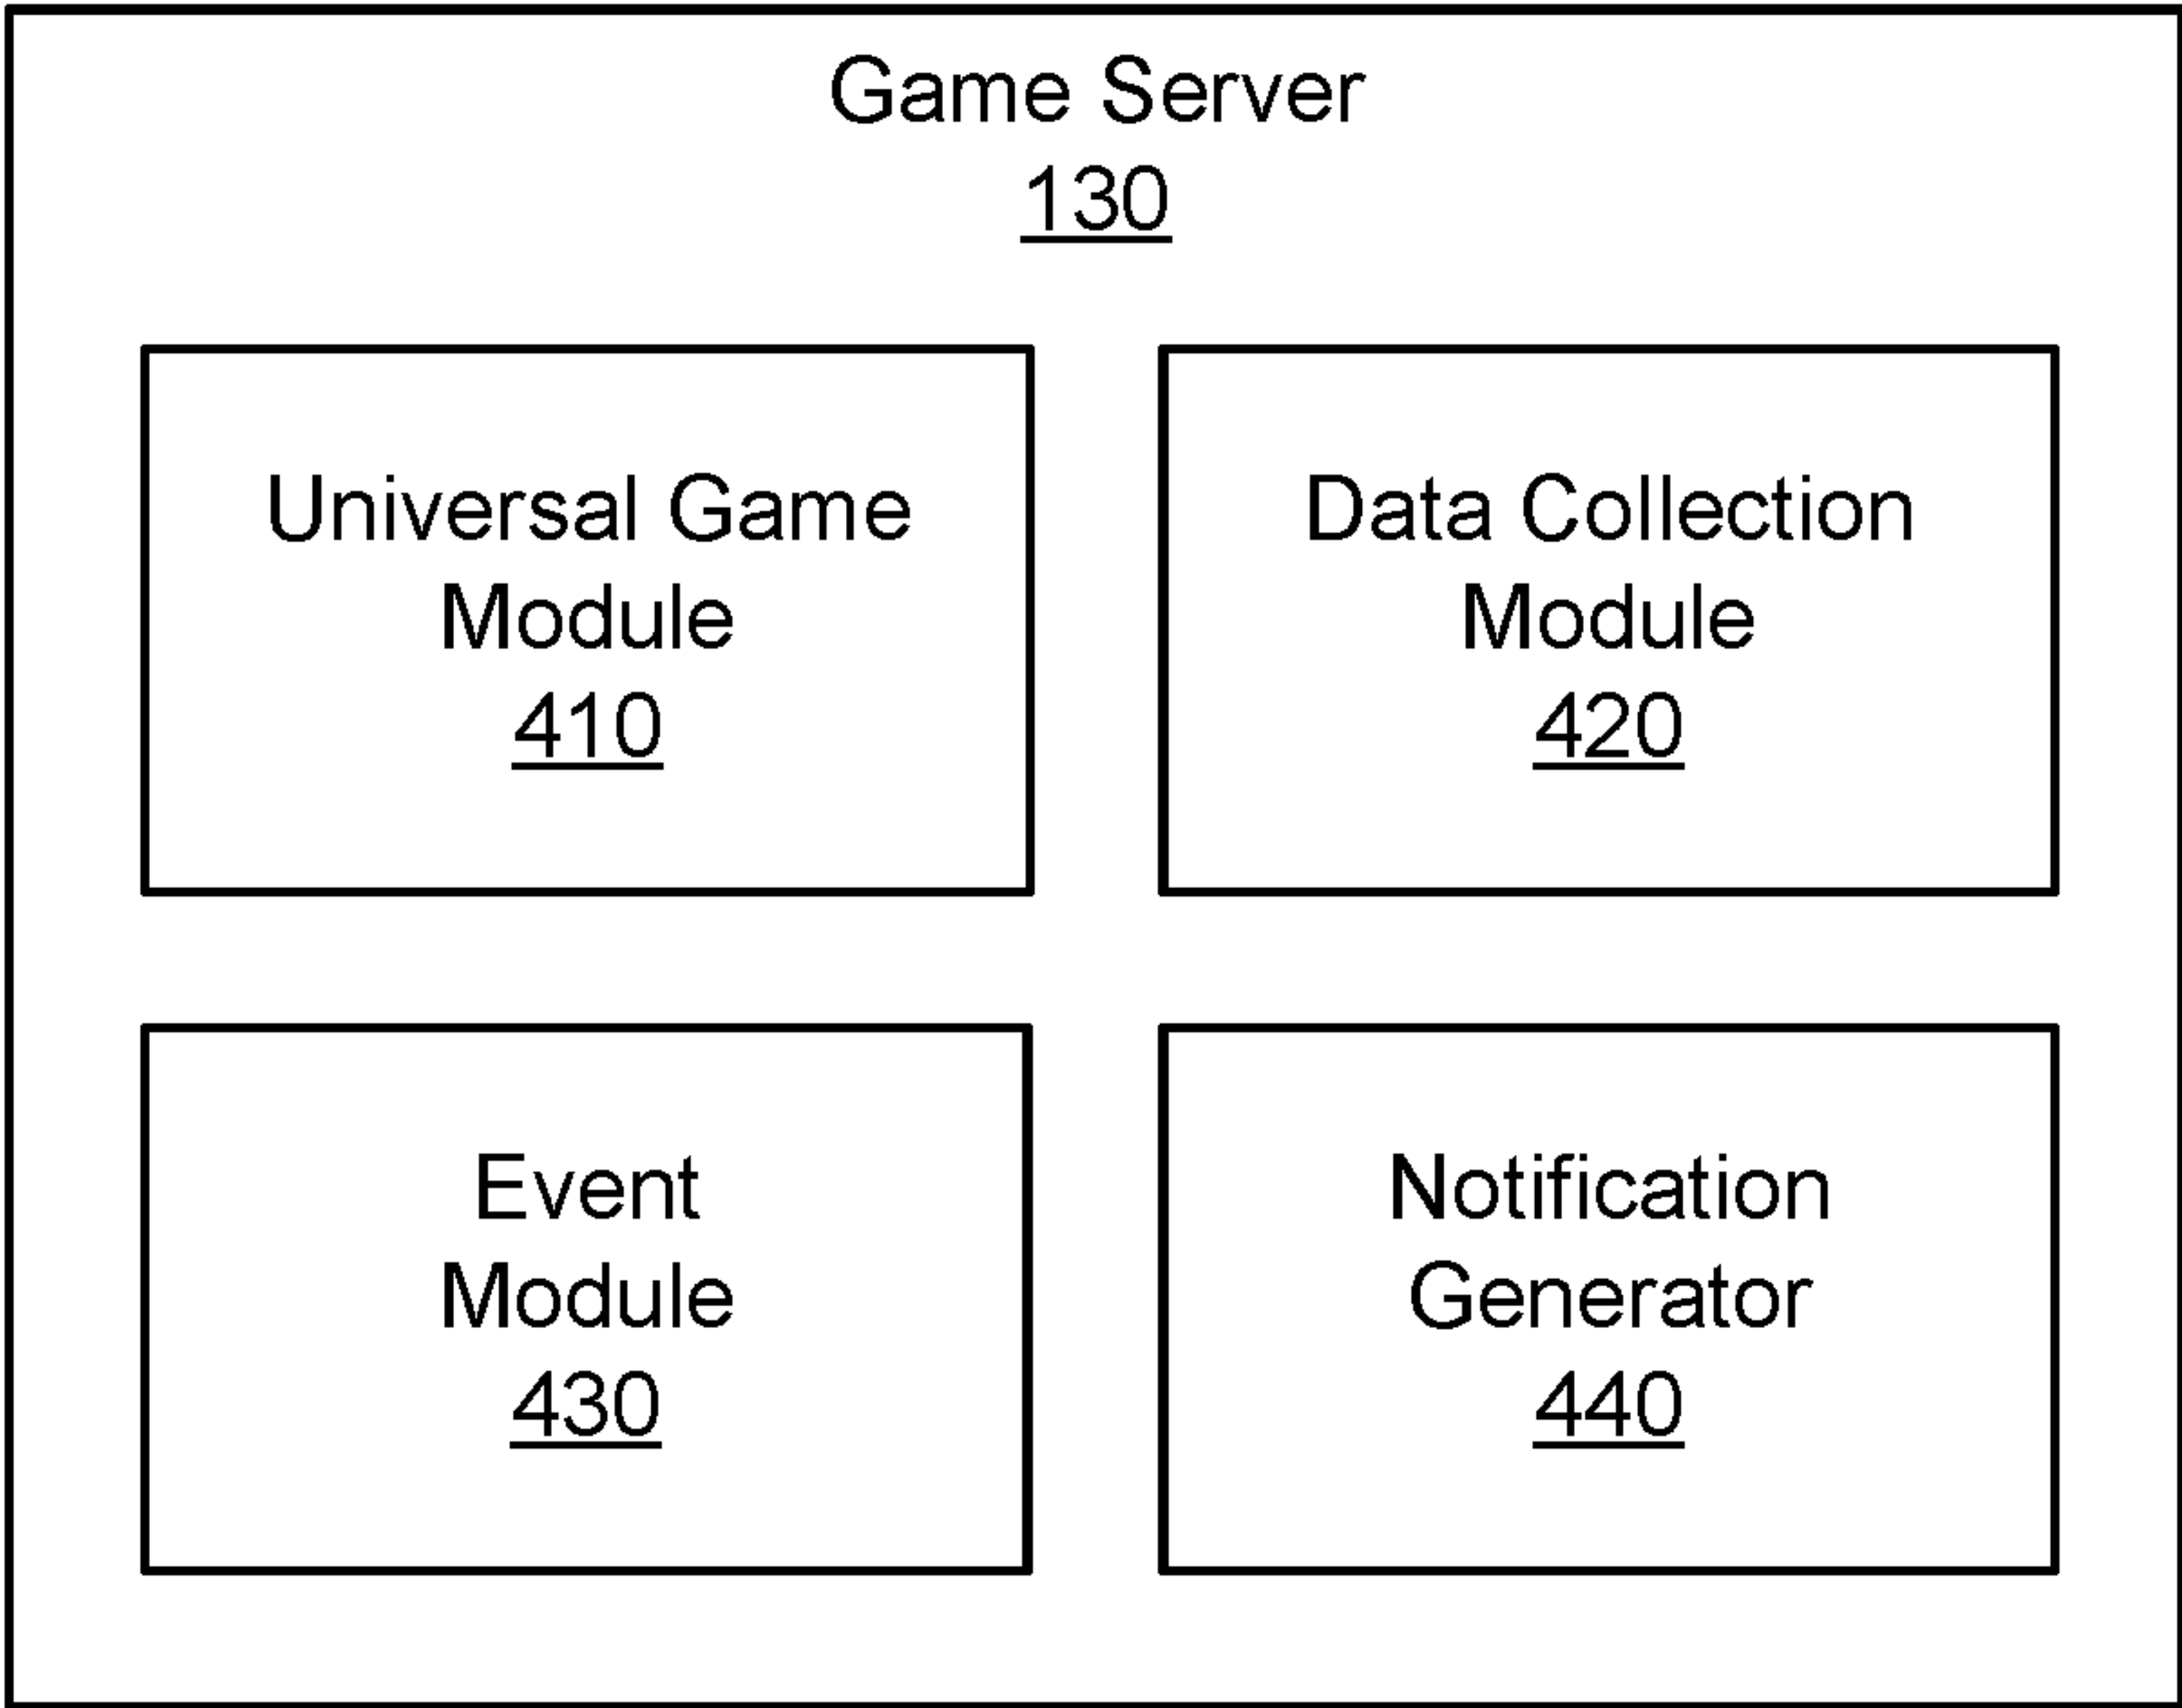 Game Server
130
Universal Game
Module
410
Data Collection
Module
420
Event
Module
430
Notification
Generator
440